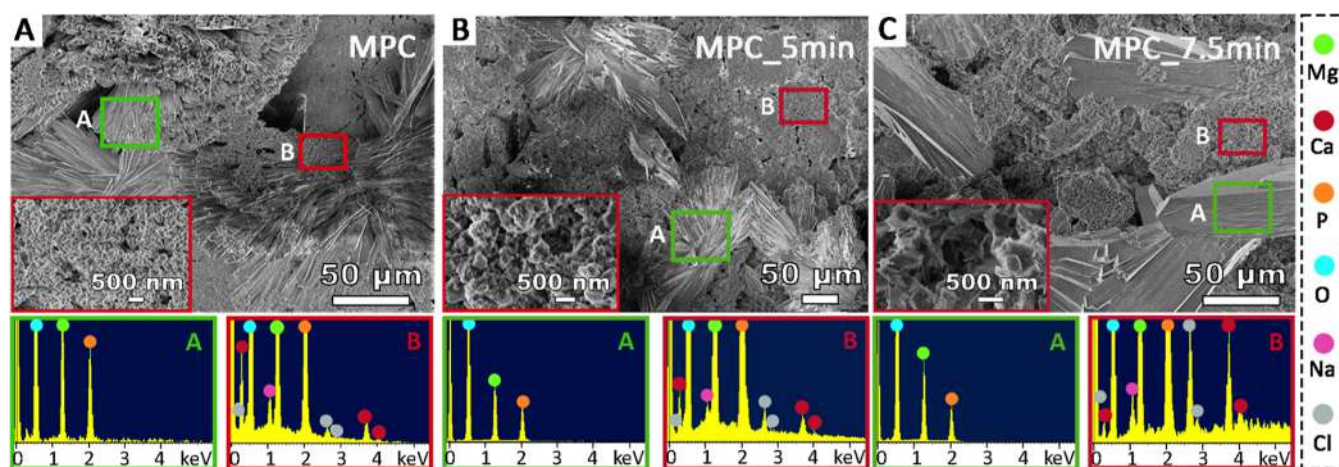 A MPC
B MPC_5min
C MPC_7.5min
A
B
500 nm
50 µm
B
A
500 nm
50 µm
B
A
500 nm
50 µm
Mg
Ca
P
O
Na
Cl
A
0 1 2 3 4 keV
B
0 1 2 3 4 keV
A
0 1 2 3 4 keV
B
0 1 2 3 4 keV
A
0 1 2 3 4 keV
B
0 1 2 3 4 keV